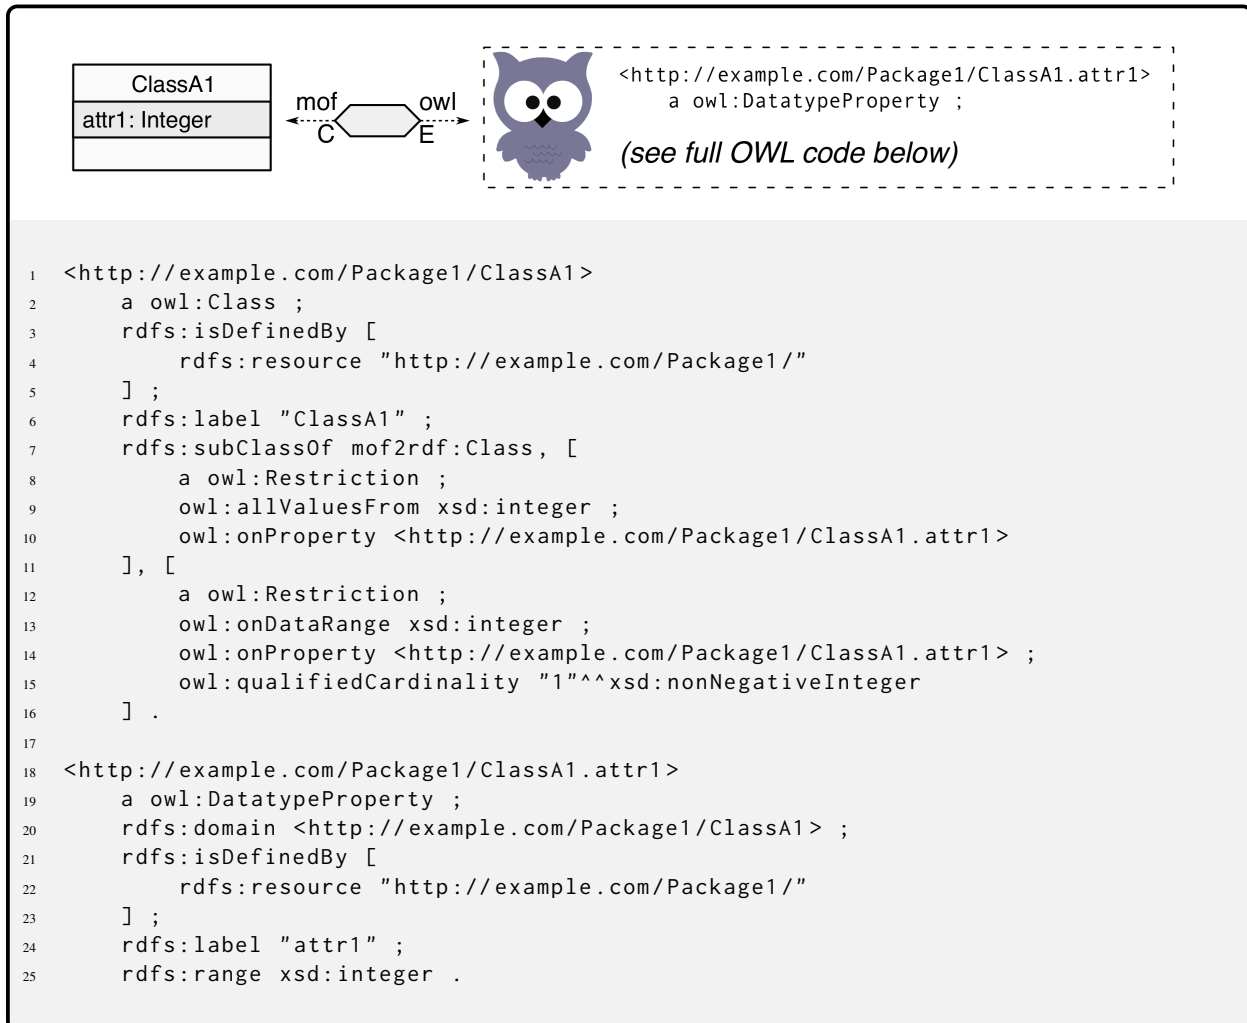 ClassA1
attr1: Integer
mof
owl
C
E
<http://example.com/Package1/ClassA1.attr1>
    a owl:DatatypeProperty ;
(see full OWL code below)
1 <http://example.com/Package1/ClassA1>
2     a owl:Class ;
3     rdfs:isDefinedBy [
4         rdfs:resource "http://example.com/Package1/"
5     ] ;
6     rdfs:label "ClassA1" ;
7     rdfs:subClassOf mof2rdf:Class, [
8         a owl:Restriction ;
9         owl:allValuesFrom xsd:integer ;
10         owl:onProperty <http://example.com/Package1/ClassA1.attr1>
11     ], [
12         a owl:Restriction ;
13         owl:onDataRange xsd:integer ;
14         owl:onProperty <http://example.com/Package1/ClassA1.attr1> ;
15         owl:qualifiedCardinality "1"^^xsd:nonNegativeInteger
16     ] .
17
18 <http://example.com/Package1/ClassA1.attr1>
19     a owl:DatatypeProperty ;
20     rdfs:domain <http://example.com/Package1/ClassA1> ;
21     rdfs:isDefinedBy [
22         rdfs:resource "http://example.com/Package1/"
23     ] ;
24     rdfs:label "attr1" ;
25     rdfs:range xsd:integer .